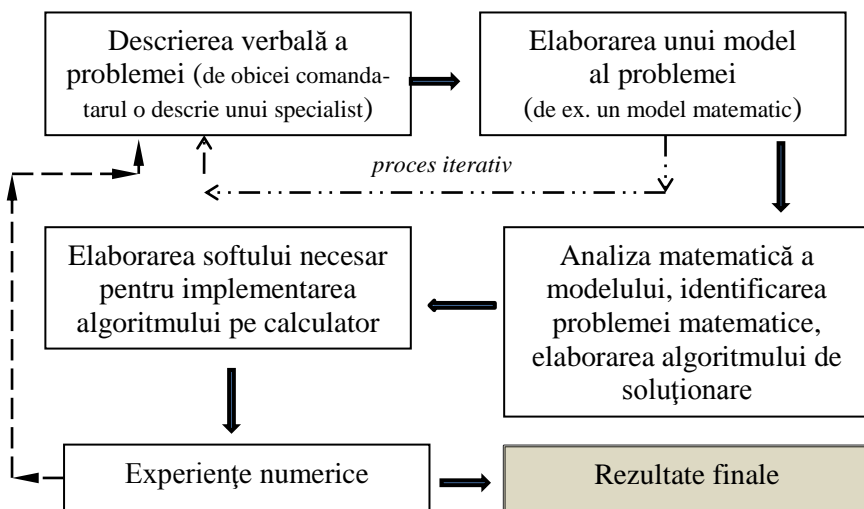 Descrierea verbală a
problemei (de obicei comanda-
tarul o descrie unui specialist)
Elaborarea unui model
al problemei
(de ex. un model matematic)
proces iterativ
Elaborarea softului necesar
pentru implementarea
algoritmului pe calculator
Analiza matematică a
modelului, identificarea
problemei matematice,
elaborarea algoritmului de
soluţionare
Experienţe numerice
Rezultate finale